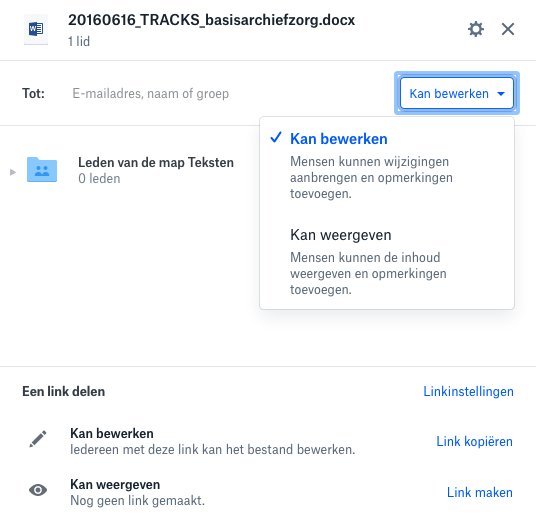 20160616_TRACKS_basisarchiefzorg.docx
1 lid
Tot:
E-mailadres, naam of groep
Kan bewerken
Kan bewerken
Mensen kunnen wijzigingen
aanbrengen en opmerkingen
toevoegen.
Kan weergeven
Mensen kunnen de inhoud
weergeven en opmerkingen
toevoegen.
Leden van de map Teksten
0 leden
Een link delen
Linkinstellingen
Kan bewerken
Iedereen met deze link kan het bestand bewerken.
Link kopiëren
Kan weergeven
Nog geen link gemaakt.
Link maken